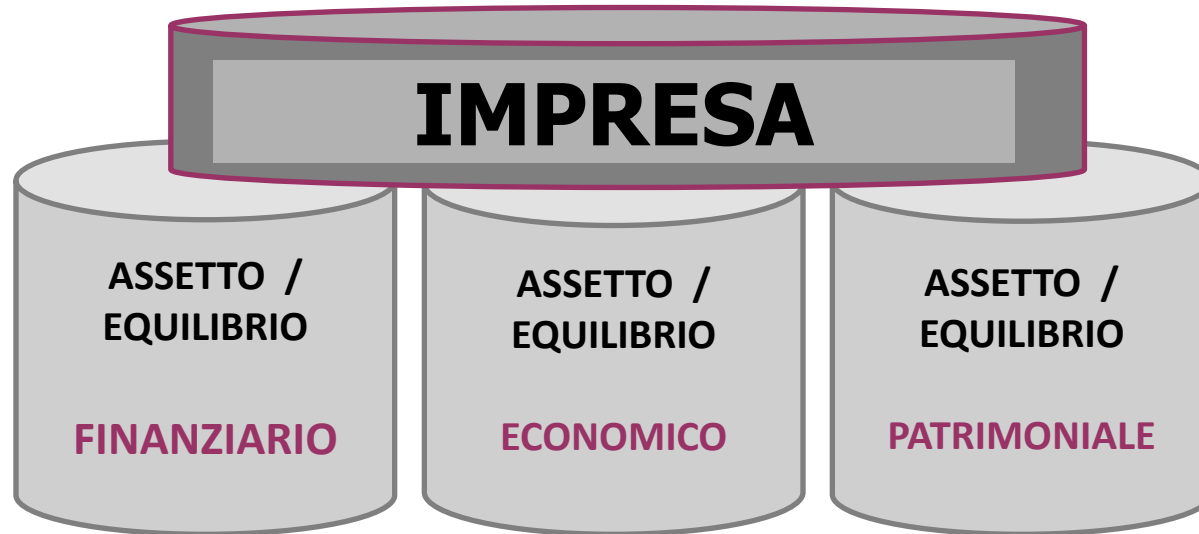 IMPRESA
ASSETTO /
EQUILIBRIO
FINANZIARIO
ASSETTO /
EQUILIBRIO
ECONOMICO
ASSETTO /
EQUILIBRIO
PATRIMONIALE